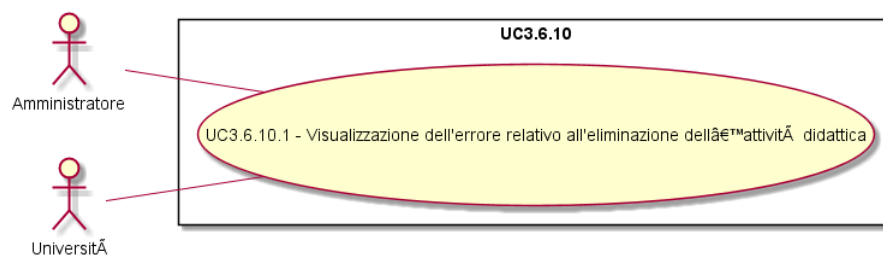 UC3.6.10
Amministratore
UC3.6.10.1 - Visualizzazione dell'errore relativo all'eliminazione dellâ€™attivitÃ  didattica
UniversitÃ